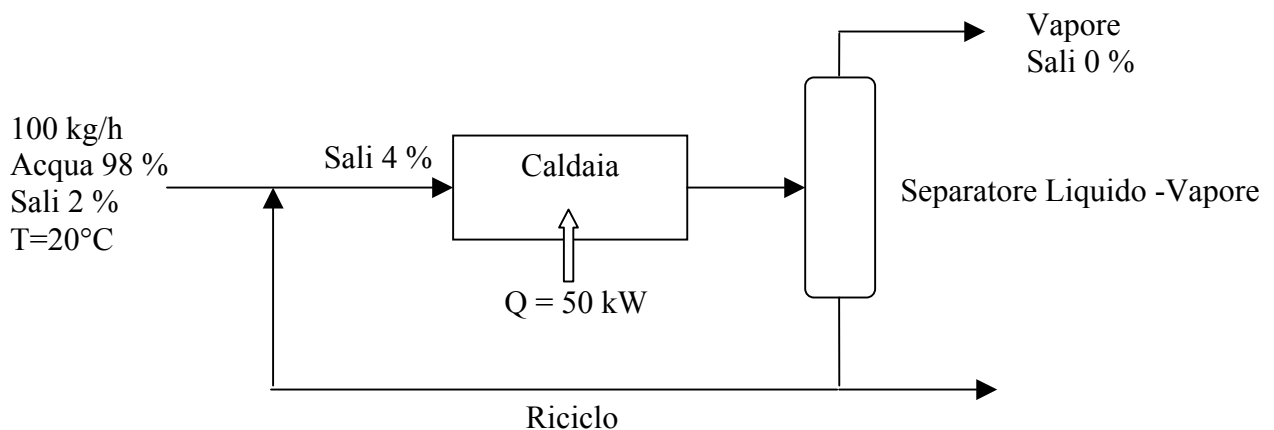 Vapore
Sali 0 %
100 kg/h
Acqua 98 %
Sali 2 %
T=20°C
Sali 4 %
Caldaia
Separatore Liquido -Vapore
Q = 50 kW
Riciclo